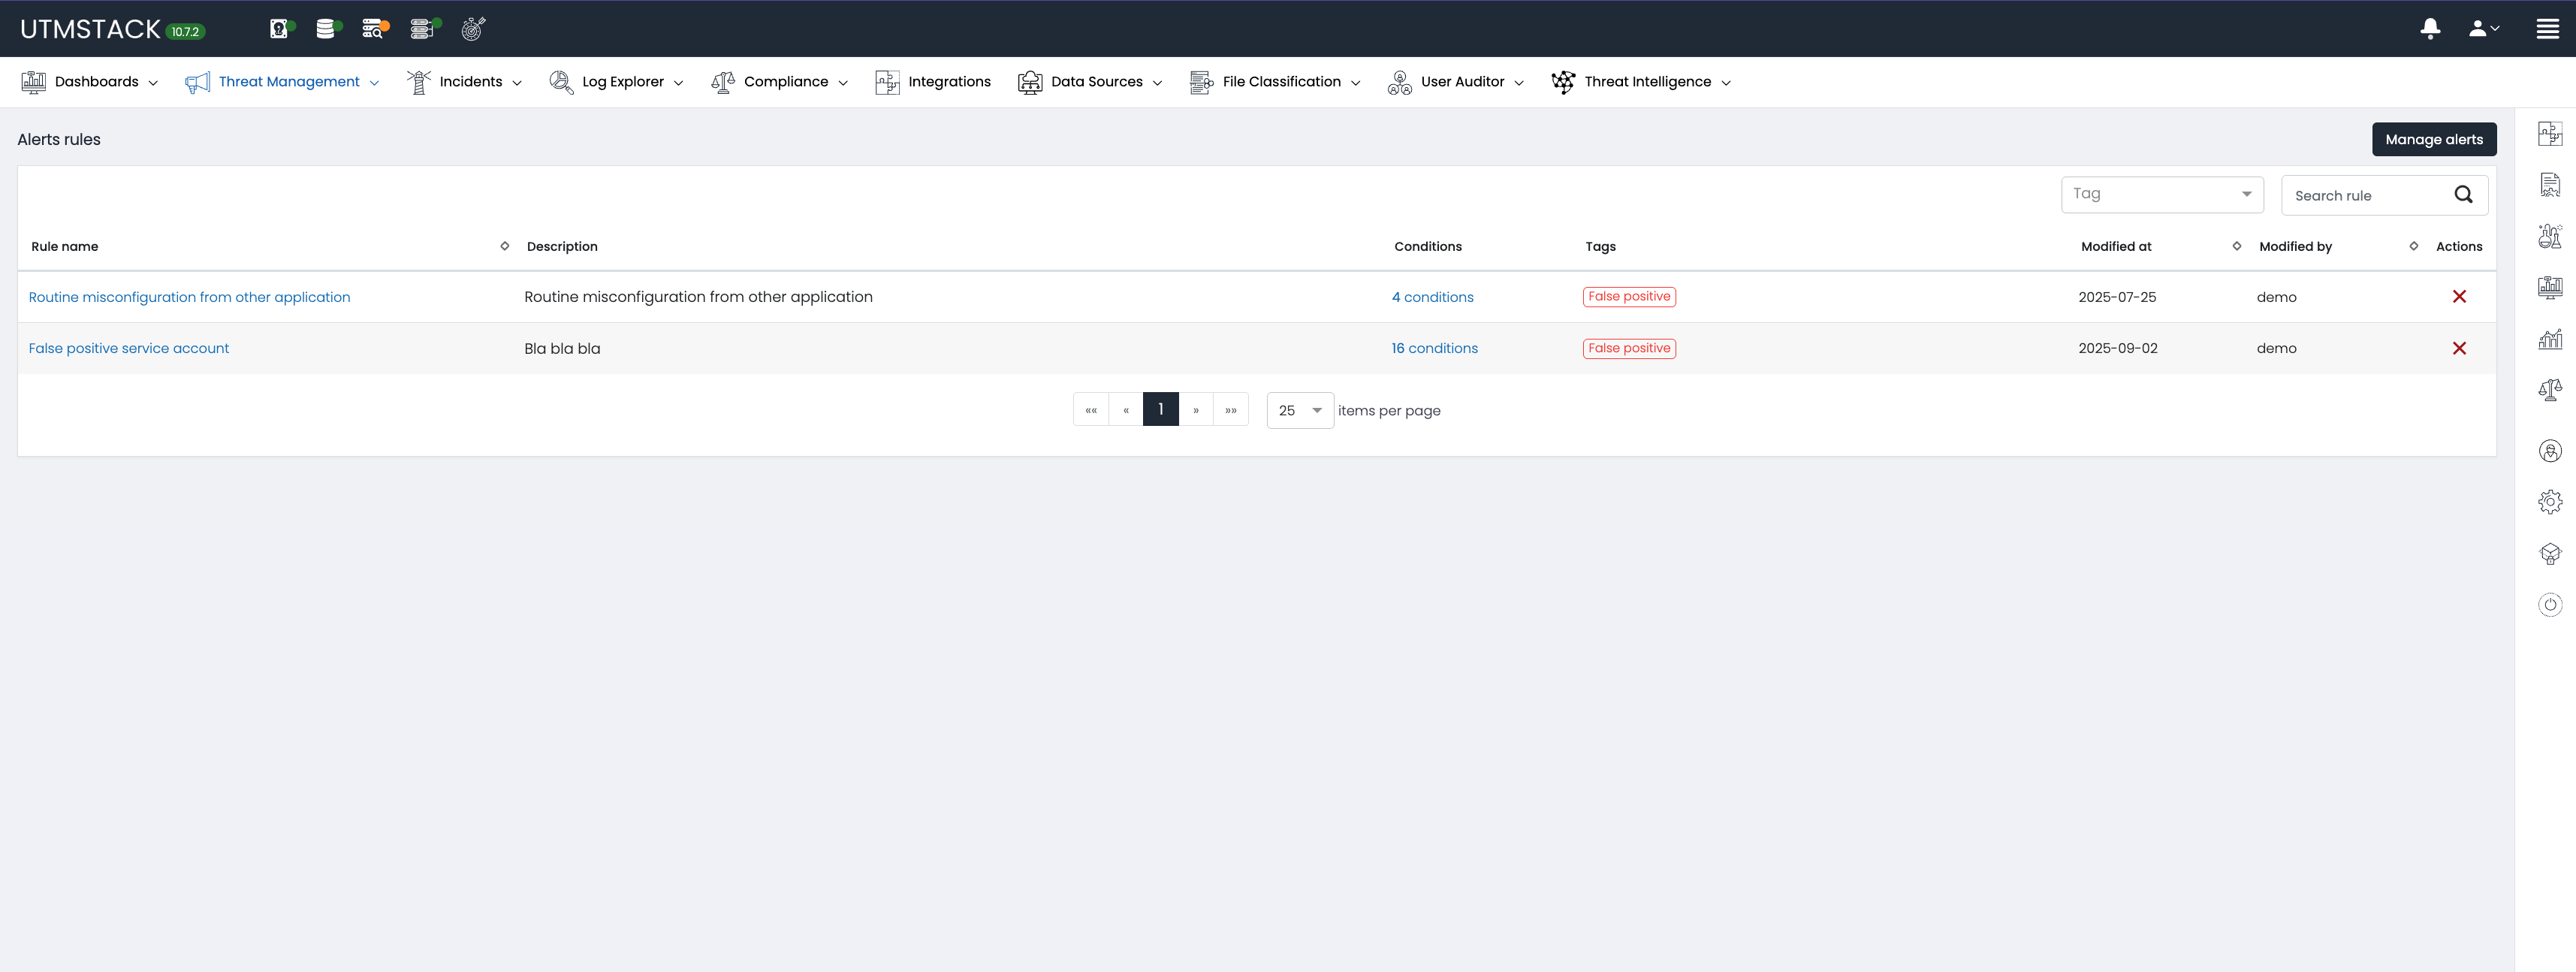 UTMSTACK 10.7.2
Dashboards Threat Management Incidents Log Explorer Compliance Integrations Data Sources File Classification User Auditor Threat Intelligence
Alerts rules Manage alerts
Tag Search rule
Rule name Description Conditions Tags Modified at Modified by Actions
Routine misconfiguration from other application Routine misconfiguration from other application 4 conditions False positive 2025-07-25 demo
False positive service account Bla bla bla 16 conditions False positive 2025-09-02 demo
«« « 1 » »» 25 items per page